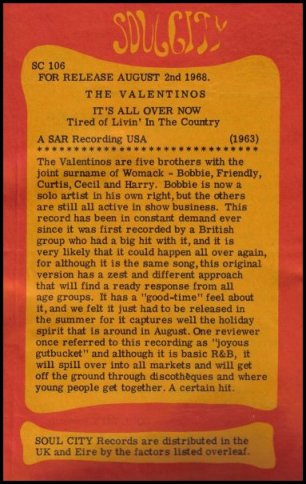 SOUL CITY
SC 106
FOR RELEASE AUGUST 2nd 1968.
THE VALENTINOS
IT'S ALL OVER NOW
Tired of Livin' In The Country
A SAR Recording USA (1963)
* * * * * * * * * * * * * * * * * * * * * * * * * * * * * *
The Valentinos are five brothers with the
joint surname of Womack - Bobbie, Friendly,
Curtis, Cecil and Harry. Bobbie is now a
solo artist in his own right, but the others
are still all active in show business. This
record has been in constant demand ever
since it was first recorded by a British
group who had a big hit with it, and it is
very likely that it could happen all over again,
for although it is the same song, this original
version has a zest and different approach
that will find a ready response from all
age groups. It has a "good-time" feel about
it, and we felt it just had to be released in
the summer for it captures well the holiday
spirit that is around in August. One reviewer
once referred to this recording as "joyous
gutbucket" and although it is basic R&B, it
will spill over into all markets and will get
off the ground through discothèques and where
young people get together. A certain hit.
SOUL CITY Records are distributed in the
UK and Eire by the factors listed overleaf.